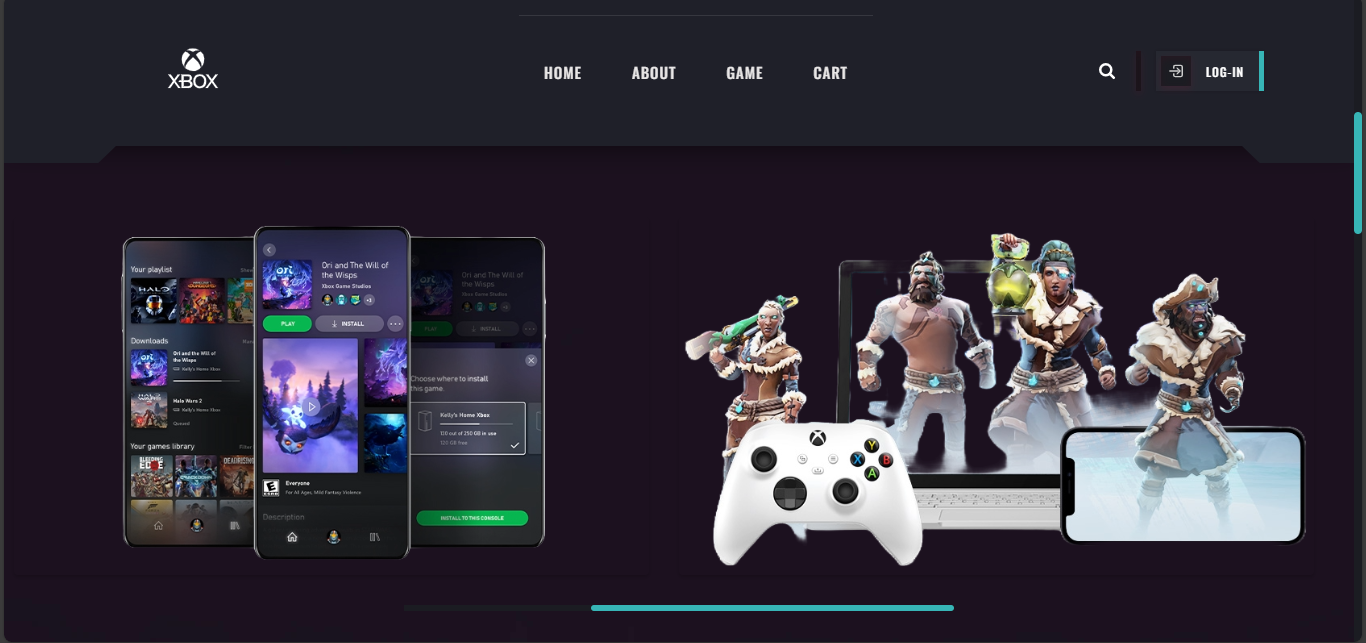 XBOX
HOME
ABOUT
GAME
CART
LOG-IN
Your playlist
HALO
Downloads
Ori and the Will of
the Wisps
Kelly's Home Xbox
Halo Wars 2
Kelly's Home Xbox
Queued
Your games library
BLEEDING
EDGE
DEADRISING
ori
Ori and The Will of
the Wisps
Xbox Game Studios
PLAY
INSTALL
E
Everyone
For All Ages, Mild Fantasy Violence
Description
Ori and The Will of
the Wisps
Xbox Game Studios
PLAY
INSTALL
Choose where to install
this game.
Kelly's Home Xbox
120 out of 250 GB in use
INSTALL TO THIS CONSOLE
Y
X
B
A